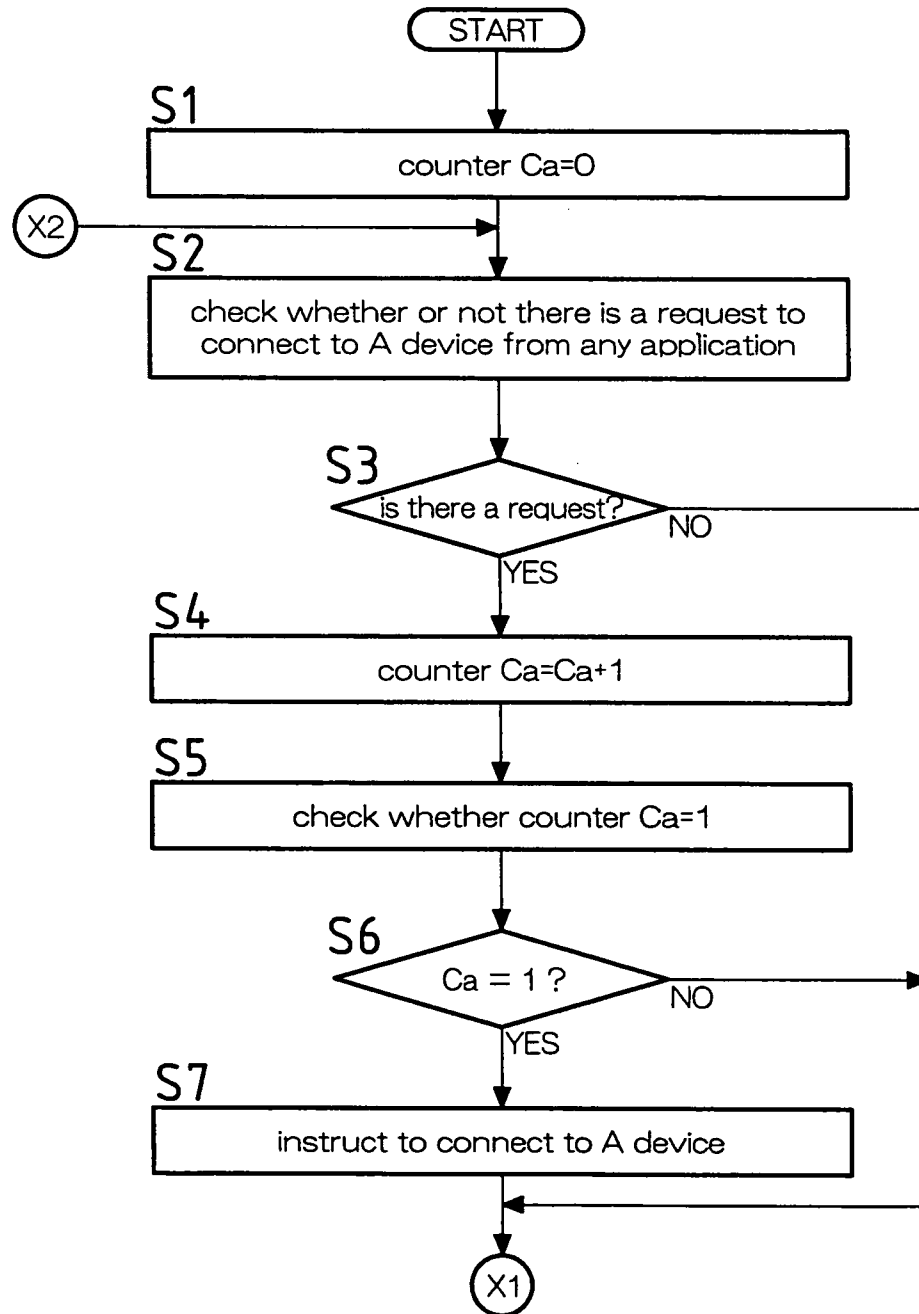 START
S1
counter Ca=0
X2
S2
check whether or not there is a request to
connect to A device from any application
S3
is there a request?
NO
YES
S4
counter Ca=Ca+1
S5
check whether counter Ca=1
S6
Ca = 1 ?
NO
YES
S7
instruct to connect to A device
X1